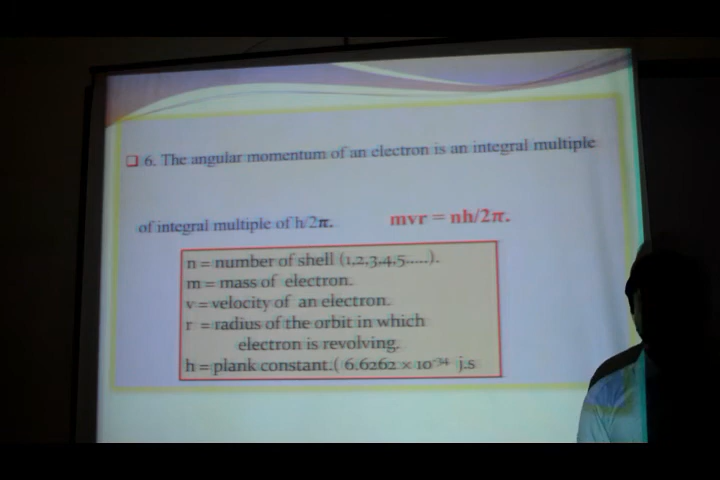 6. The angular momentum of an electron is an integral multiple
of integral multiple of h/2π. mvr = nh/2π.
n = number of shell (1,2,3,4,5.....).
m = mass of electron.
v = velocity of an electron.
r = radius of the orbit in which
electron is revolving.
h = plank constant.( 6.6262 × 10⁻³⁴ j.s